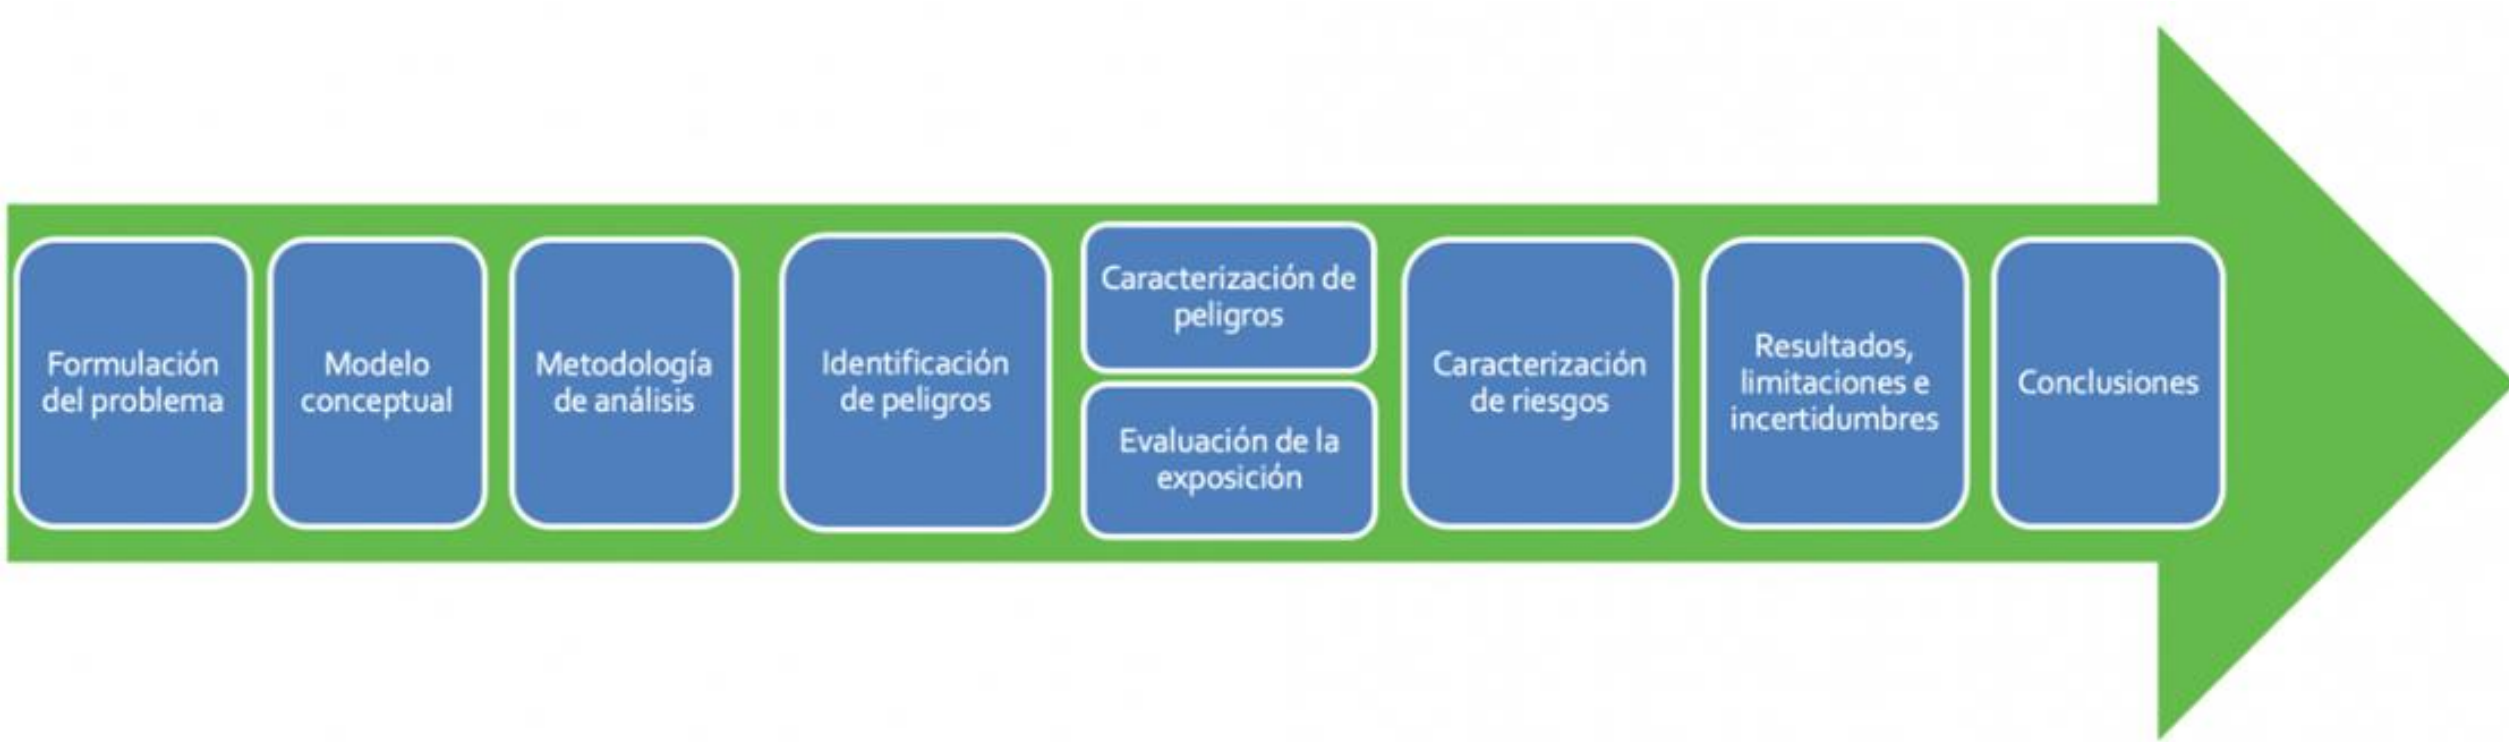 Formulación
del problema
Modelo
conceptual
Metodología
de análisis
Identificación
de peligros
Caracterización de
peligros
Evaluación de la
exposición
Caracterización
de riesgos
Resultados,
limitaciones e
incertidumbres
Conclusiones